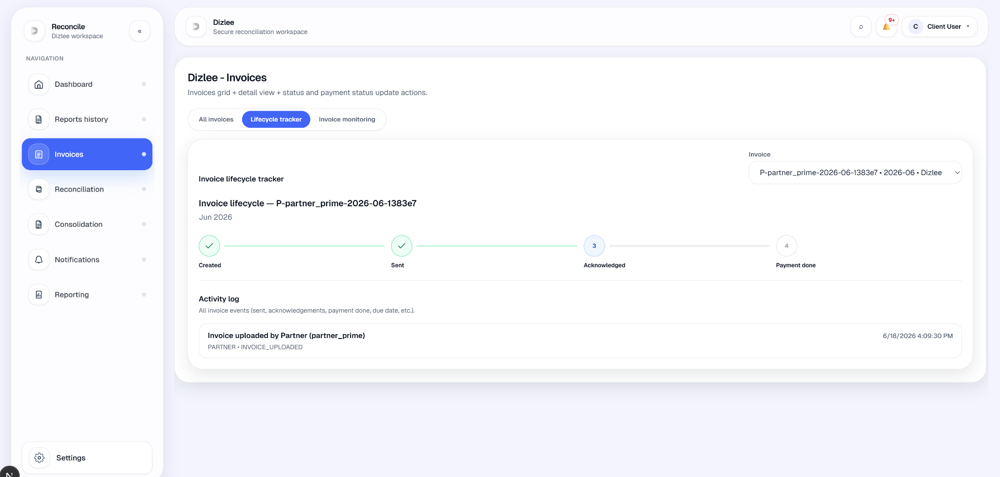 Reconcile
Dizlee workspace
«
NAVIGATION
Dashboard
Reports history
Invoices
Reconciliation
Consolidation
Notifications
Reporting
Settings
Dizlee
Secure reconciliation workspace
9+
C Client User
Dizlee - Invoices
Invoices grid + detail view + status and payment status update actions.
All invoices Lifecycle tracker Invoice monitoring
Invoice
P-partner_prime-2026-06-1383e7 • 2026-06 • Dizlee
Invoice lifecycle tracker
Invoice lifecycle — P-partner_prime-2026-06-1383e7
Jun 2026
3 4
Created Sent Acknowledged Payment done
Activity log
All invoice events (sent, acknowledgements, payment done, due date, etc.).
Invoice uploaded by Partner (partner_prime) 6/18/2026 4:09:30 PM
PARTNER • INVOICE_UPLOADED